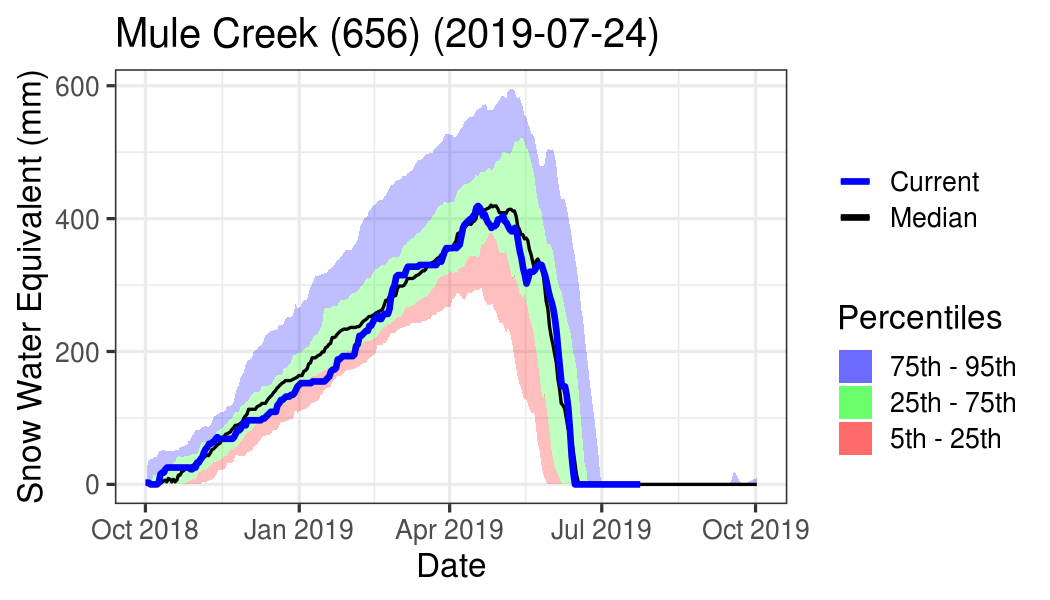 Mule Creek (656) (2019-07-24)
Snow Water Equivalent (mm)
600
400
200
0
Oct 2018
Jan 2019
Apr 2019
Jul 2019
Oct 2019
Date
Current
Median
Percentiles
75th - 95th
25th - 75th
5th - 25th